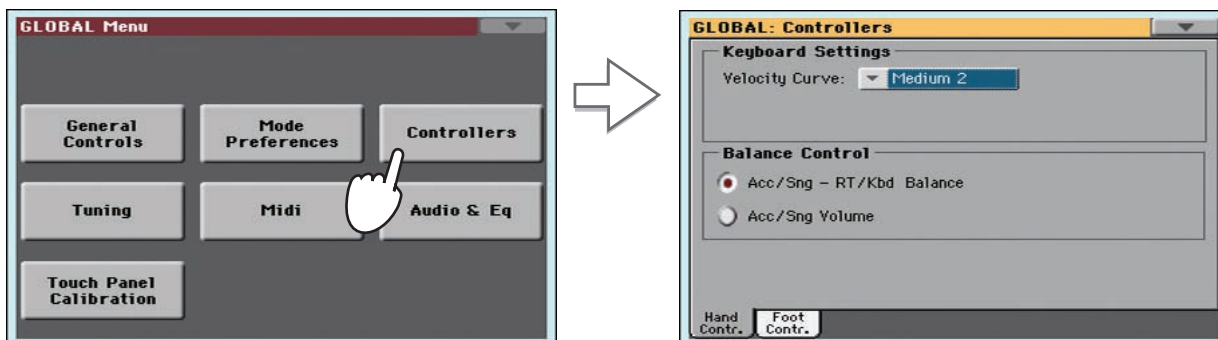 GLOBAL Menu
General
Controls
Mode
Preferences
Controllers
Tuning
Midi
Audio & Eq
Touch Panel
Calibration
GLOBAL: Controllers
Keyboard Settings
Velocity Curve: Medium 2
Balance Control
Acc/Sng - RT/Kbd Balance
Acc/Sng Volume
Hand
Contr.
Foot
Contr.